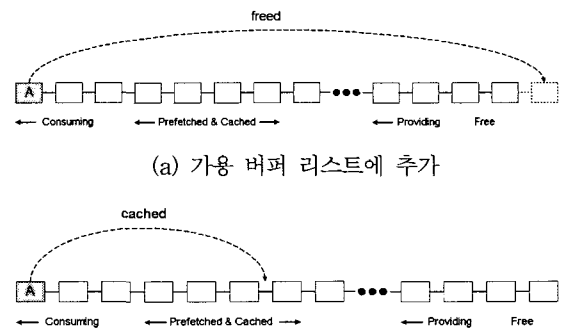 freed
A
Consuming Prefetched & Cached Providing Free
(a) 가용 버퍼 리스트에 추가
cached
A
Consuming Prefetched & Cached Providing Free